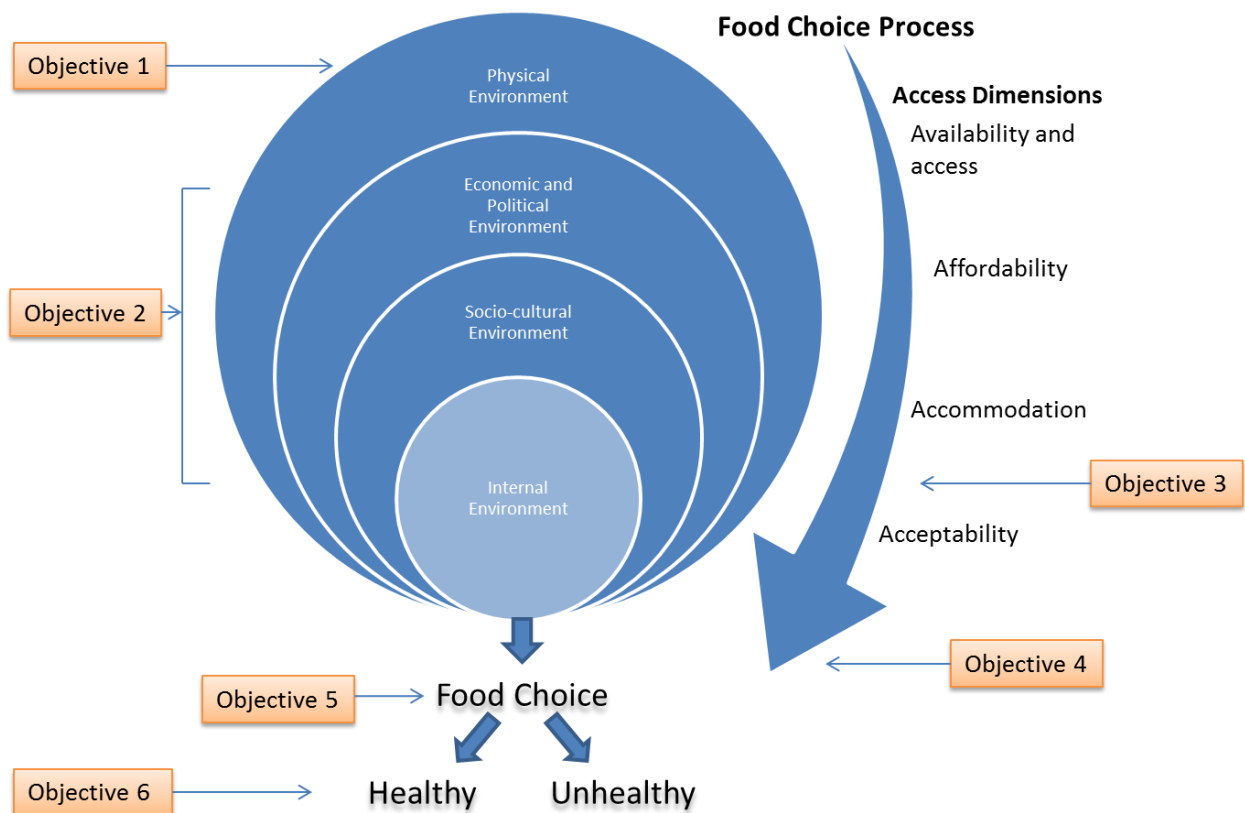 Food Choice Process
Objective 1
Physical
Environment
Access Dimensions
Availability and
access
Economic and
Political
Environment
Affordability
Objective 2
Socio-cultural
Environment
Accommodation
Internal
Environment
Objective 3
Acceptability
Objective 4
Objective 5
Food Choice
Objective 6
Healthy
Unhealthy